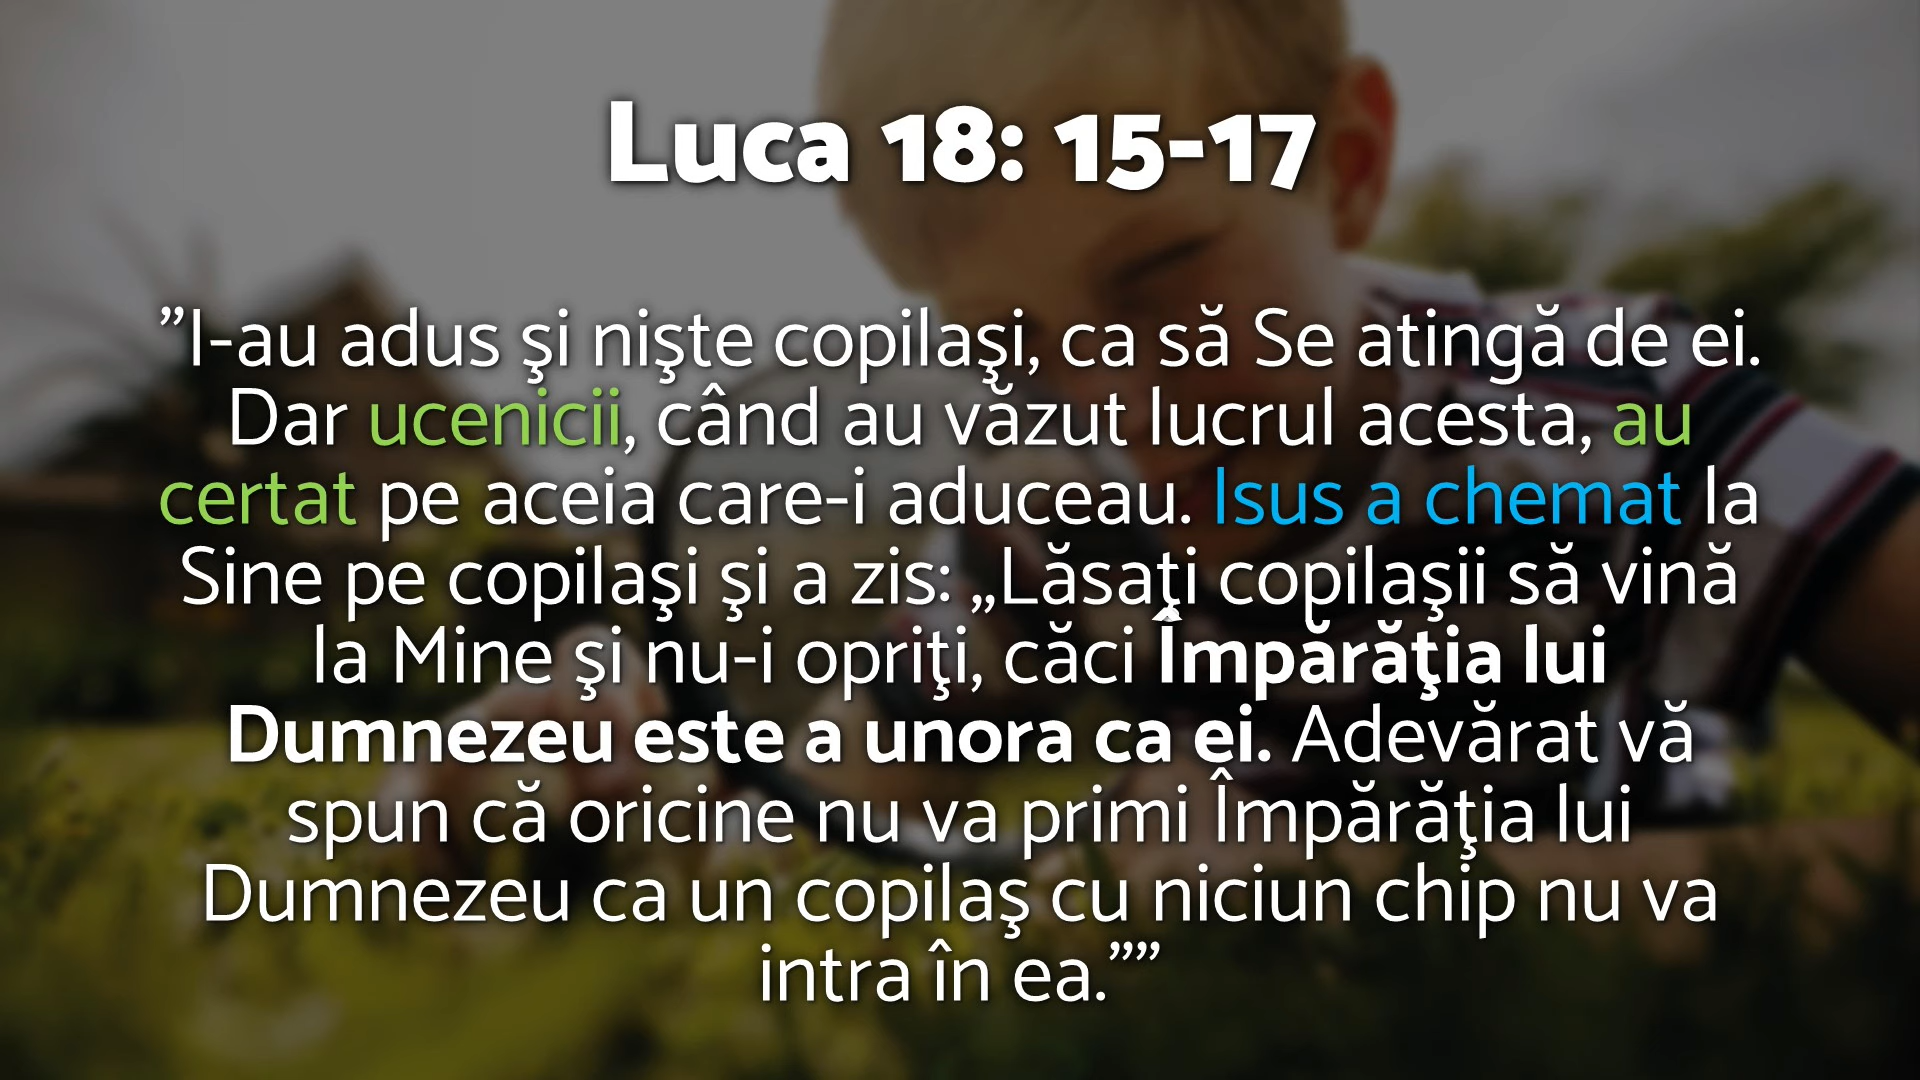 Luca 18: 15-17
”I-au adus şi nişte copilaşi, ca să Se atingă de ei.
Dar ucenicii, când au văzut lucrul acesta, au
certat pe aceia care-i aduceau. Isus a chemat la
Sine pe copilaşi şi a zis: „Lăsaţi copilaşii să vină
la Mine şi nu-i opriţi, căci Împărăţia lui
Dumnezeu este a unora ca ei. Adevărat vă
spun că oricine nu va primi Împărăţia lui
Dumnezeu ca un copilaş cu niciun chip nu va
intra în ea.””